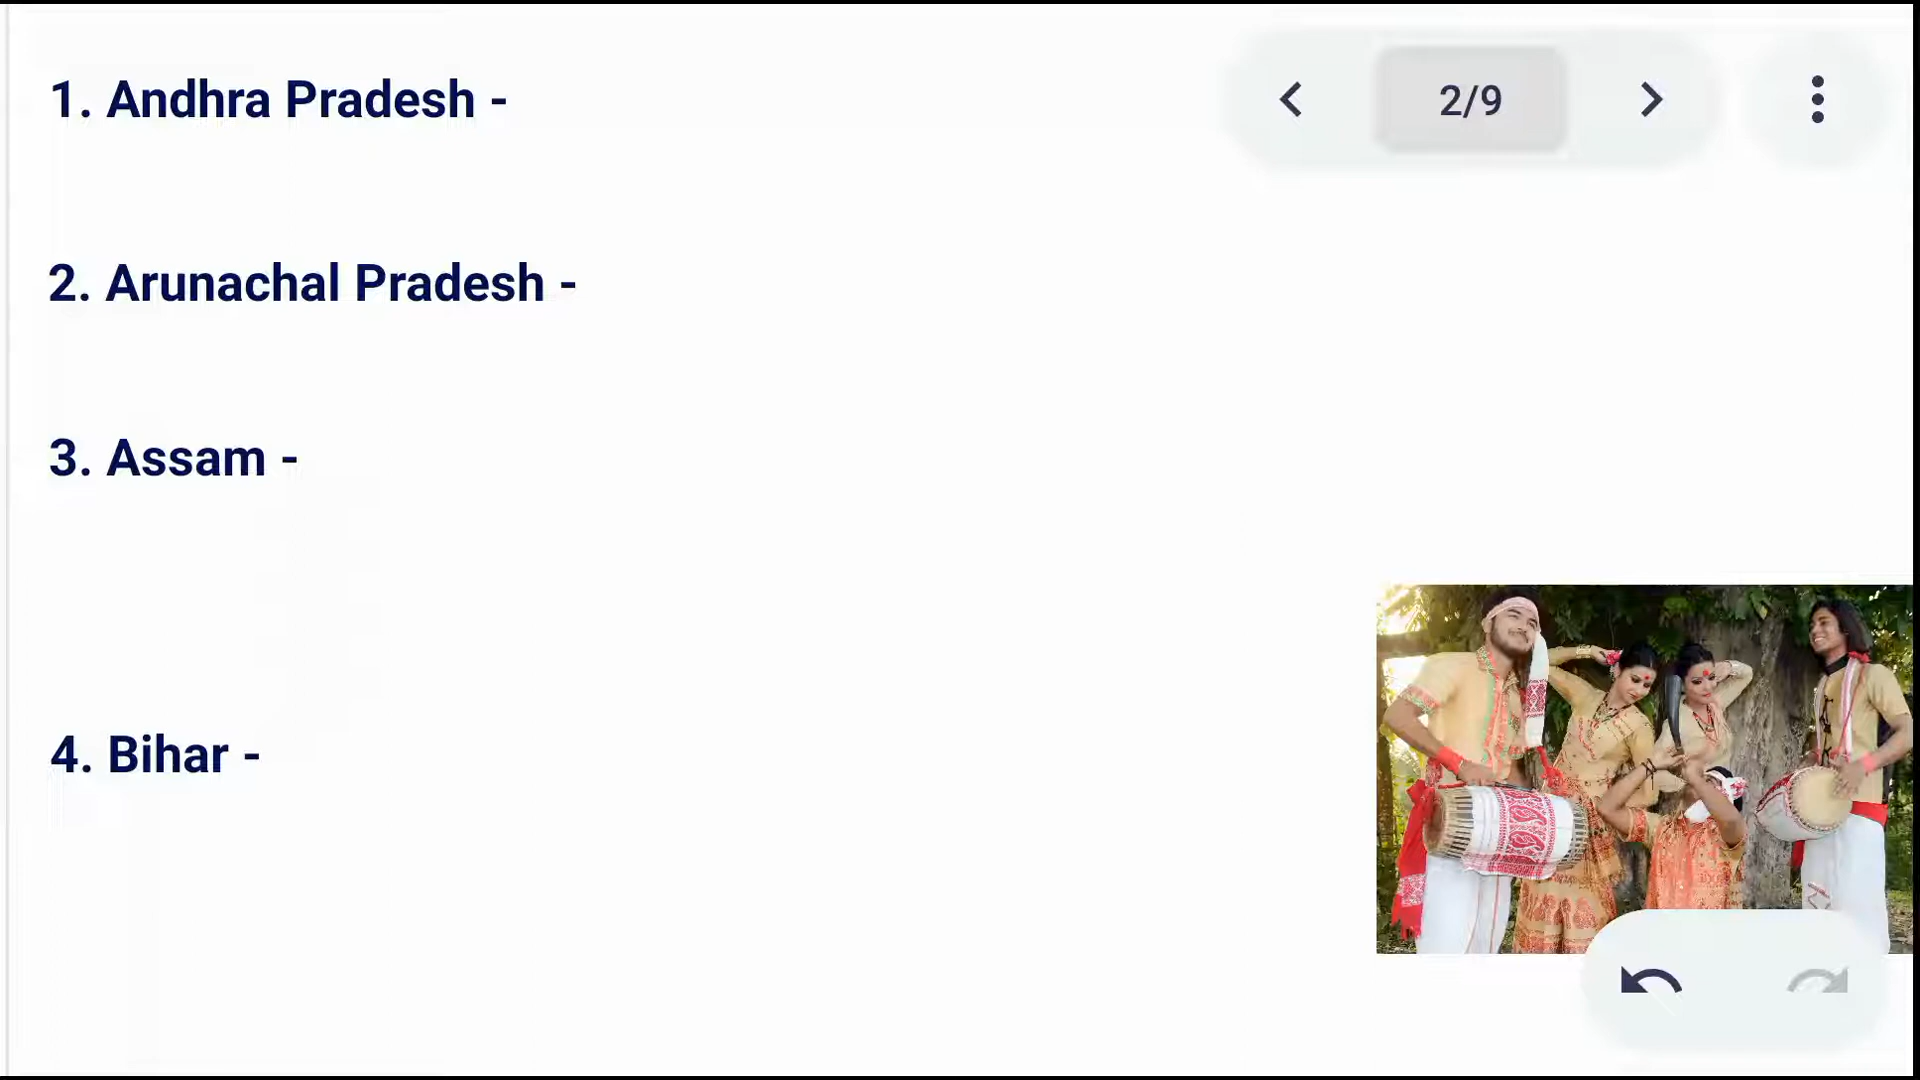 1. Andhra Pradesh -
2/9
2. Arunachal Pradesh -
3. Assam -
4. Bihar -